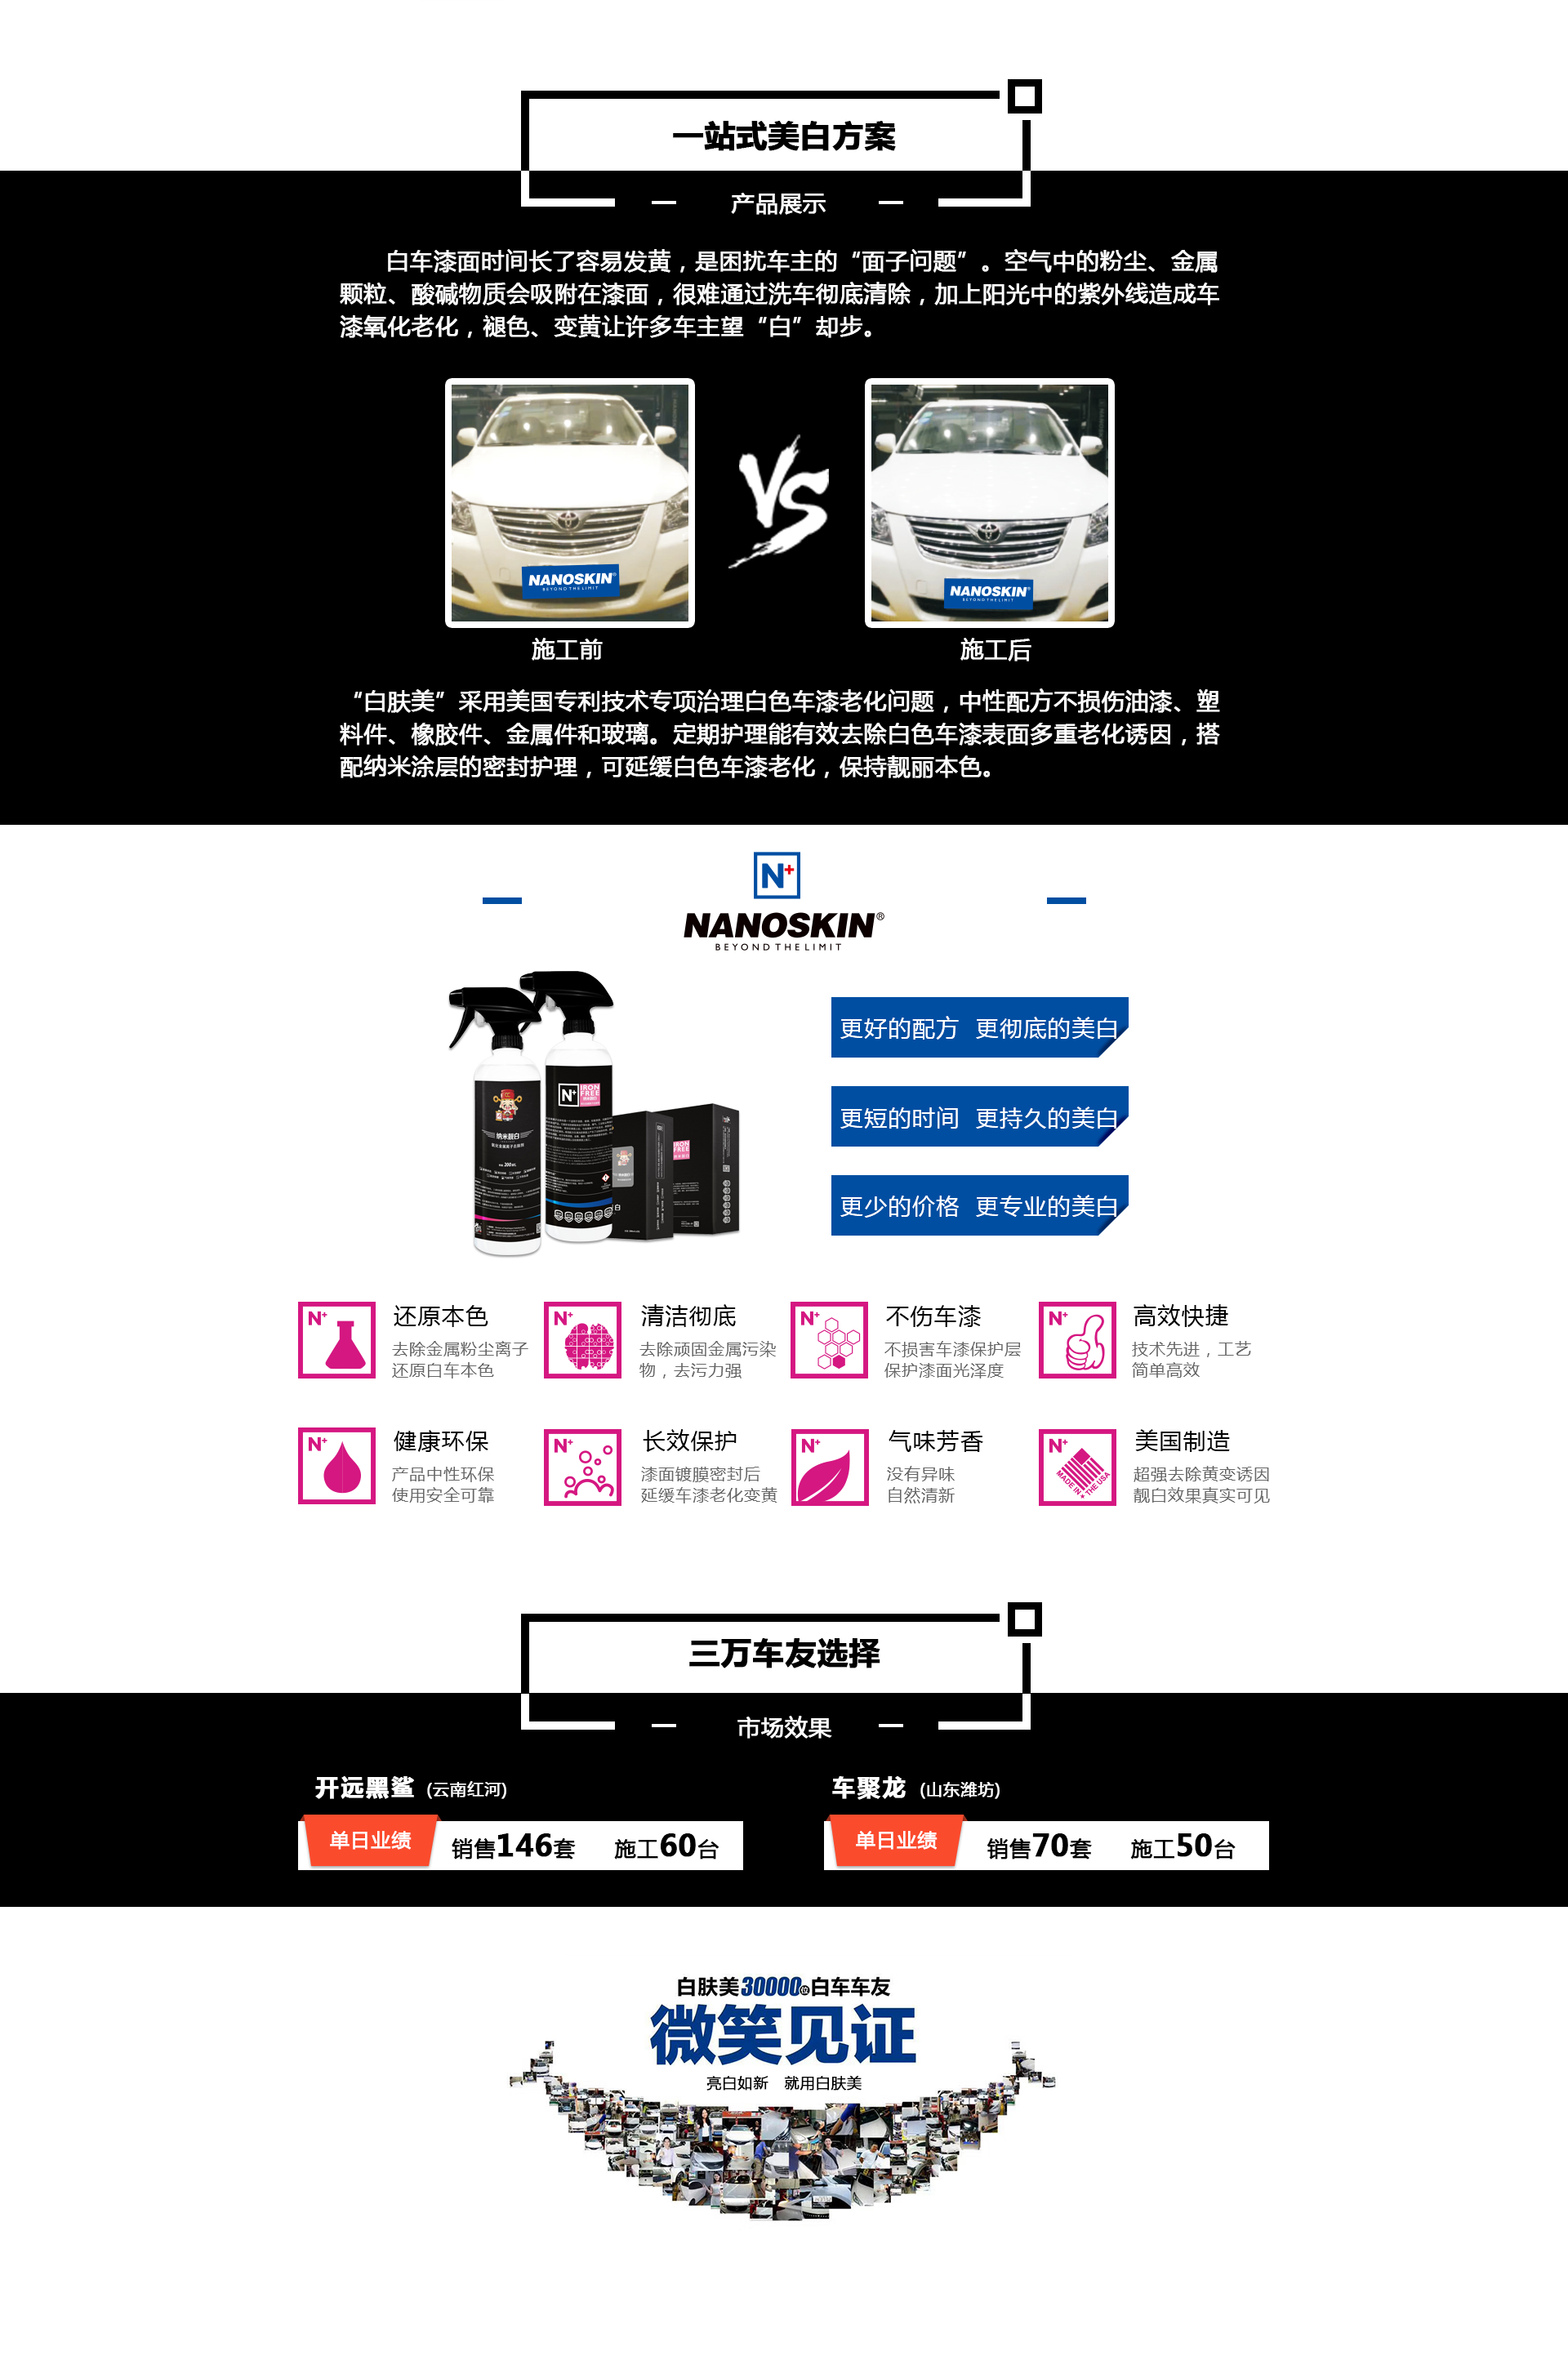 一站式美白方案
产品展示
白车漆面时间长了容易发黄，是困扰车主的“面子问题”。空气中的粉尘、金属
颗粒、酸碱物质会吸附在漆面，很难通过洗车彻底清除，加上阳光中的紫外线造成车
漆氧化老化，褪色、变黄让许多车主望“白”却步。
NANOSKIN®
BEYOND THE LIMIT
VS
NANOSKIN®
BEYOND THE LIMIT
施工前
施工后
“白肤美”采用美国专利技术专项治理白色车漆老化问题，中性配方不损伤油漆、塑
料件、橡胶件、金属件和玻璃。定期护理能有效去除白色车漆表面多重老化诱因，搭
配纳米涂层的密封护理，可延缓白色车漆老化，保持靓丽本色。
N+
NANOSKIN®
BEYOND THE LIMIT
N+
IRON
FREE
纳米靓白
300ML
IRON
FREE
更好的配方 更彻底的美白
更短的时间 更持久的美白
更少的价格 更专业的美白
N+
还原本色
去除金属粉尘离子
还原白车本色
N+
清洁彻底
去除顽固金属污染
物，去污力强
N+
不伤车漆
不损害车漆保护层
保护漆面光泽度
N+
高效快捷
技术先进，工艺
简单高效
N+
健康环保
产品中性环保
使用安全可靠
N+
长效保护
漆面镀膜密封后
延缓车漆老化变黄
N+
气味芳香
没有异味
自然清新
N+
MADE IN ★ THE USA
美国制造
超强去除黄变诱因
靓白效果真实可见
三万车友选择
市场效果
开远黑鲨 (云南红河)
单日业绩 销售146套 施工60台
车聚龙 (山东潍坊)
单日业绩 销售70套 施工50台
白肤美30000位白车车友
微笑见证
亮白如新 就用白肤美